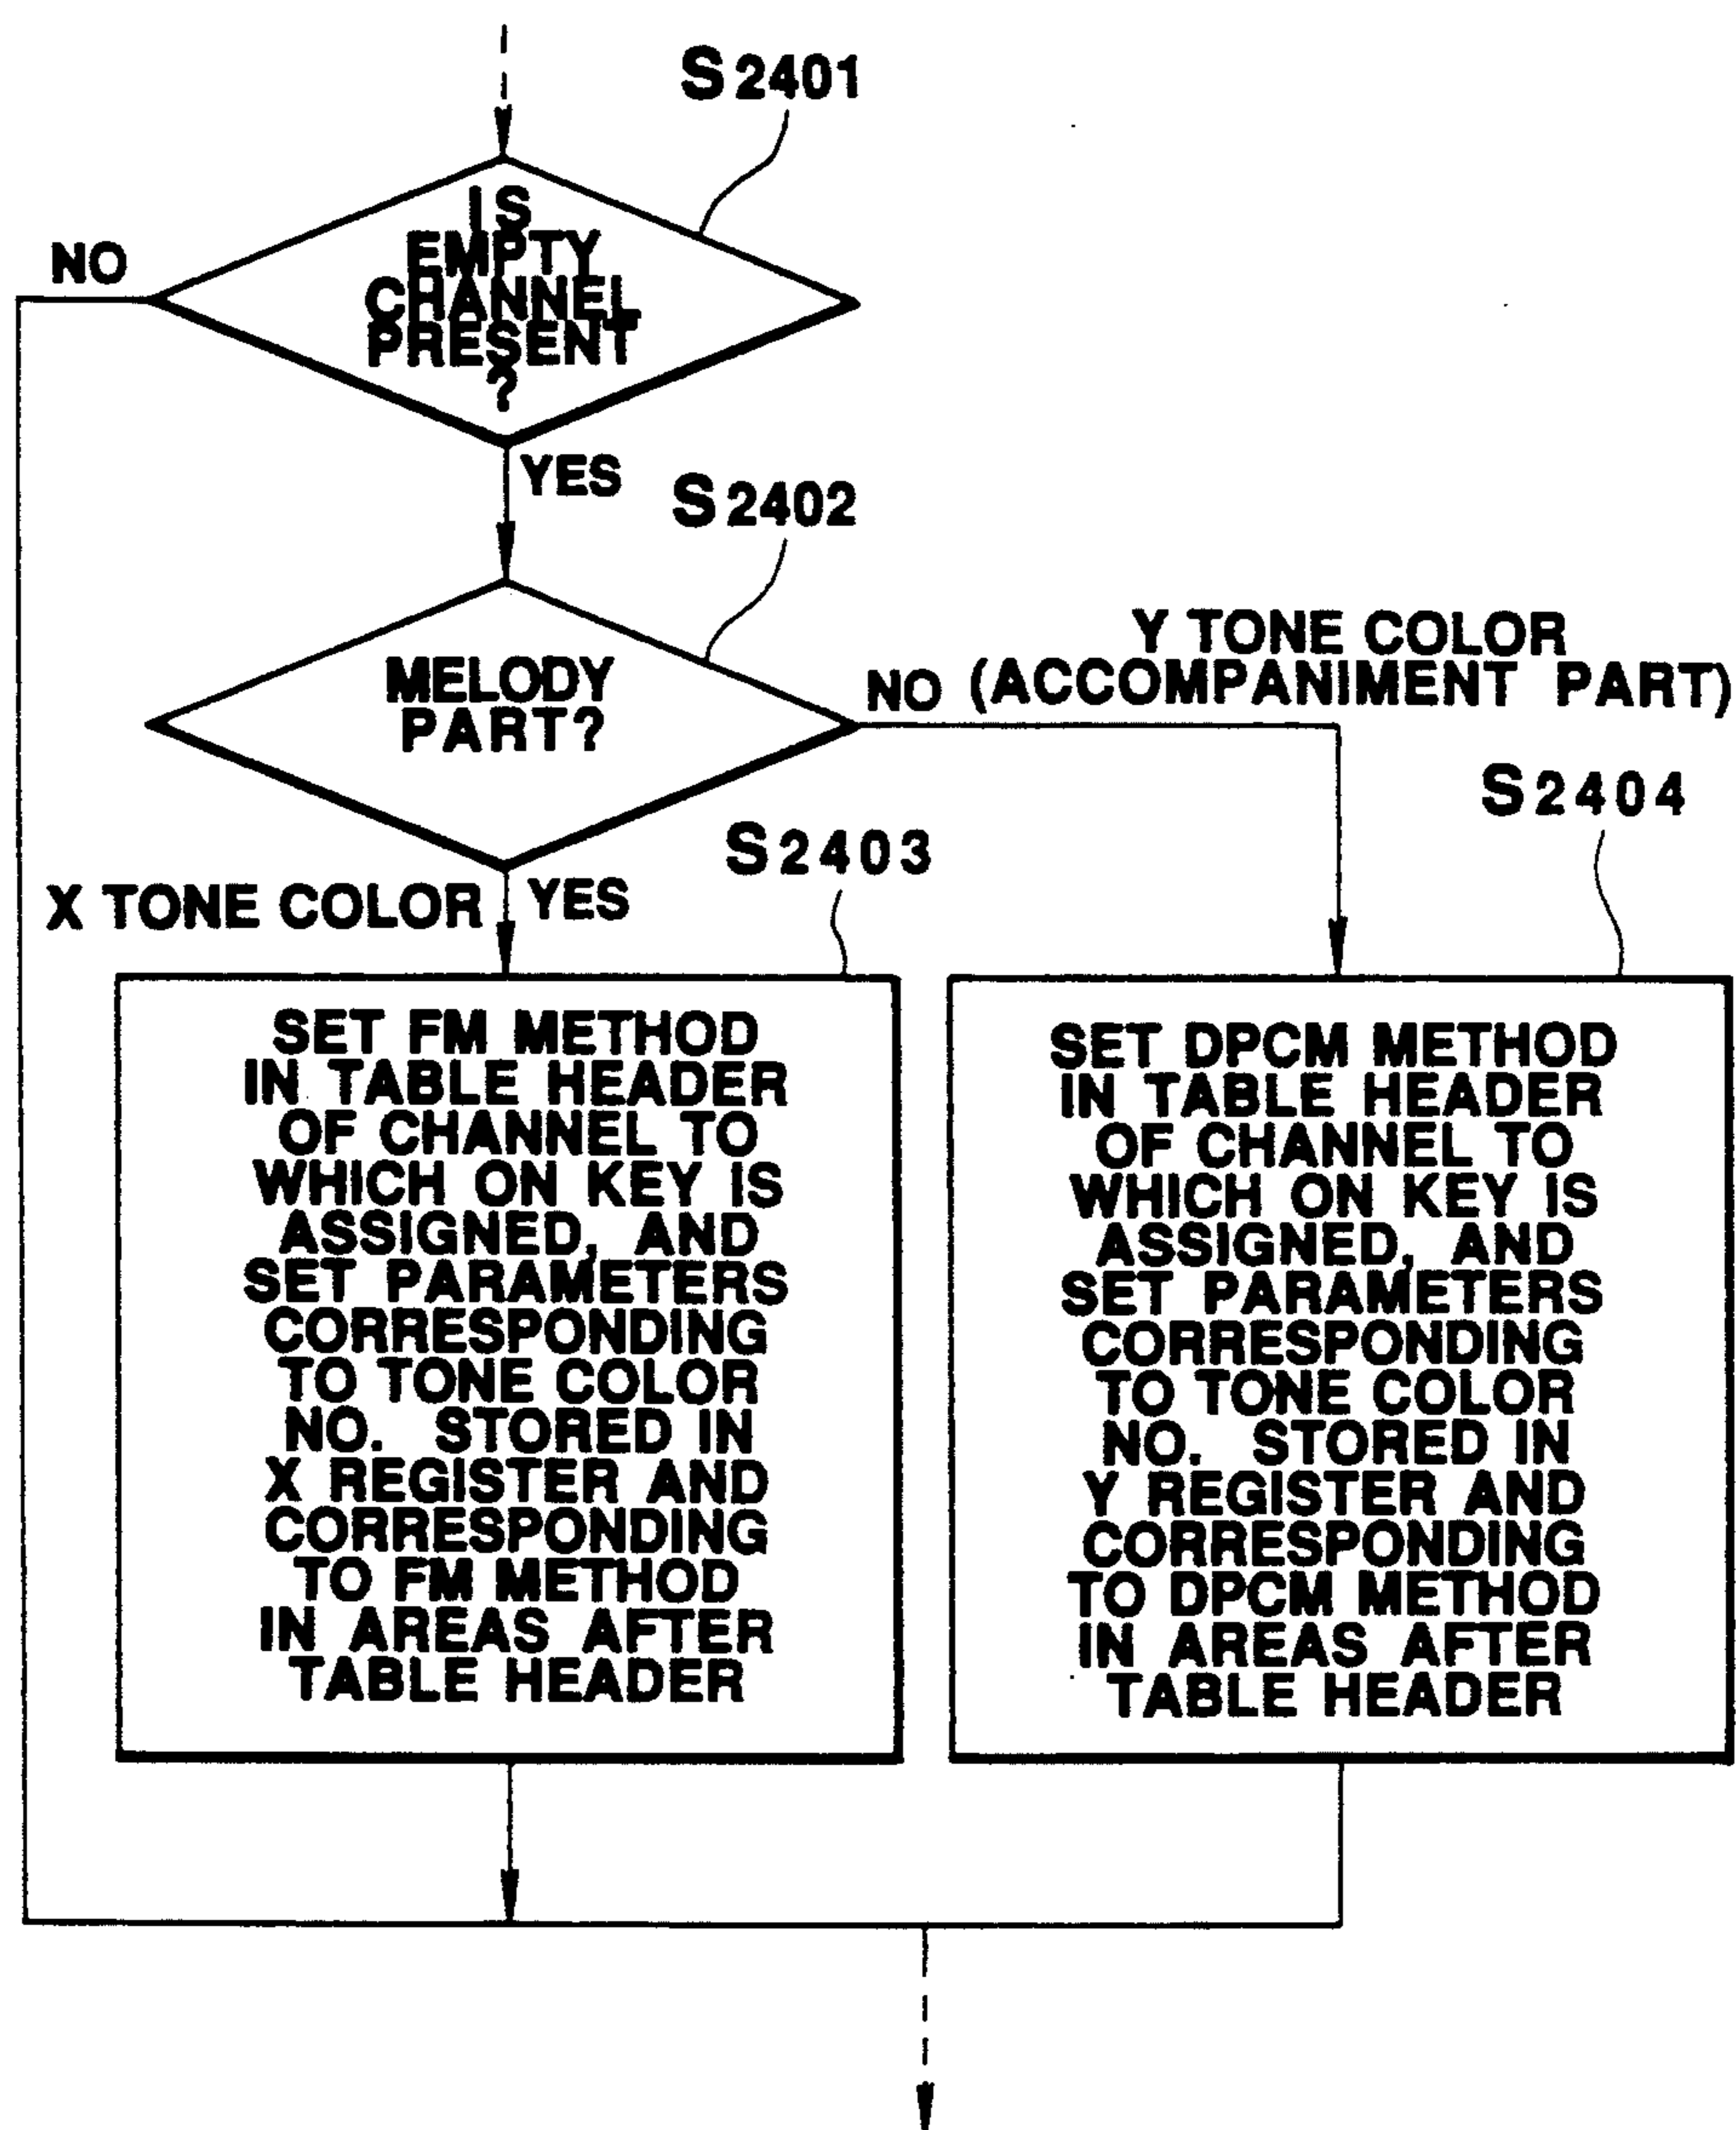 S2401
IS
EMPTY
CHANNEL
PRESENT
?
NO
YES
S2402
MELODY
PART?
Y TONE COLOR
NO (ACCOMPANIMENT PART)
S2404
S2403
X TONE COLOR YES
SET FM METHOD
IN TABLE HEADER
OF CHANNEL TO
WHICH ON KEY IS
ASSIGNED, AND
SET PARAMETERS
CORRESPONDING
TO TONE COLOR
NO. STORED IN
X REGISTER AND
CORRESPONDING
TO FM METHOD
IN AREAS AFTER
TABLE HEADER
SET DPCM METHOD
IN TABLE HEADER
OF CHANNEL TO
WHICH ON KEY IS
ASSIGNED, AND
SET PARAMETERS
CORRESPONDING
TO TONE COLOR
NO. STORED IN
Y REGISTER AND
CORRESPONDING
TO DPCM METHOD
IN AREAS AFTER
TABLE HEADER